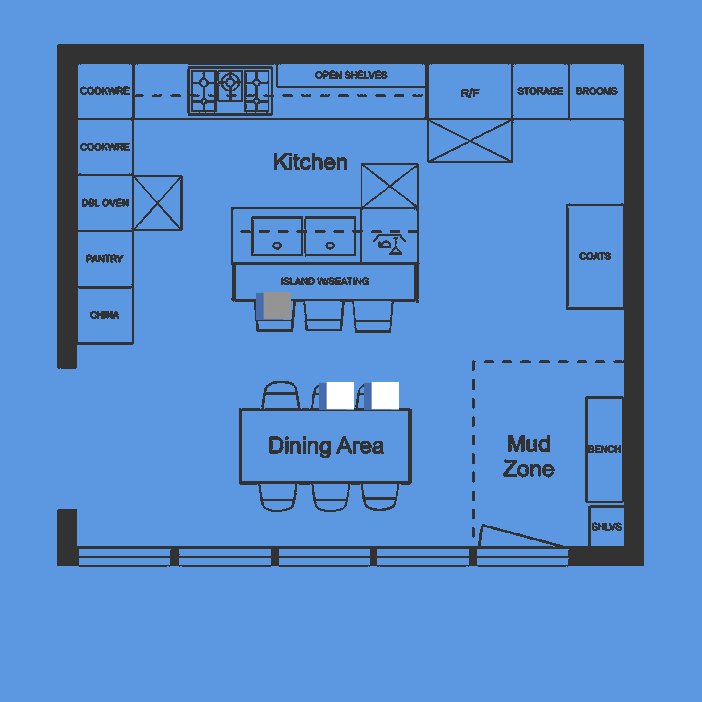 COOKWRE
OPEN SHELVES
R/F
STORAGE
BROOMS
COOKWRE
Kitchen
DBL OVEN
PANTRY
COATS
ISLAND W/SEATING
CHINA
Dining Area
Mud
Zone
BENCH
SHLVS